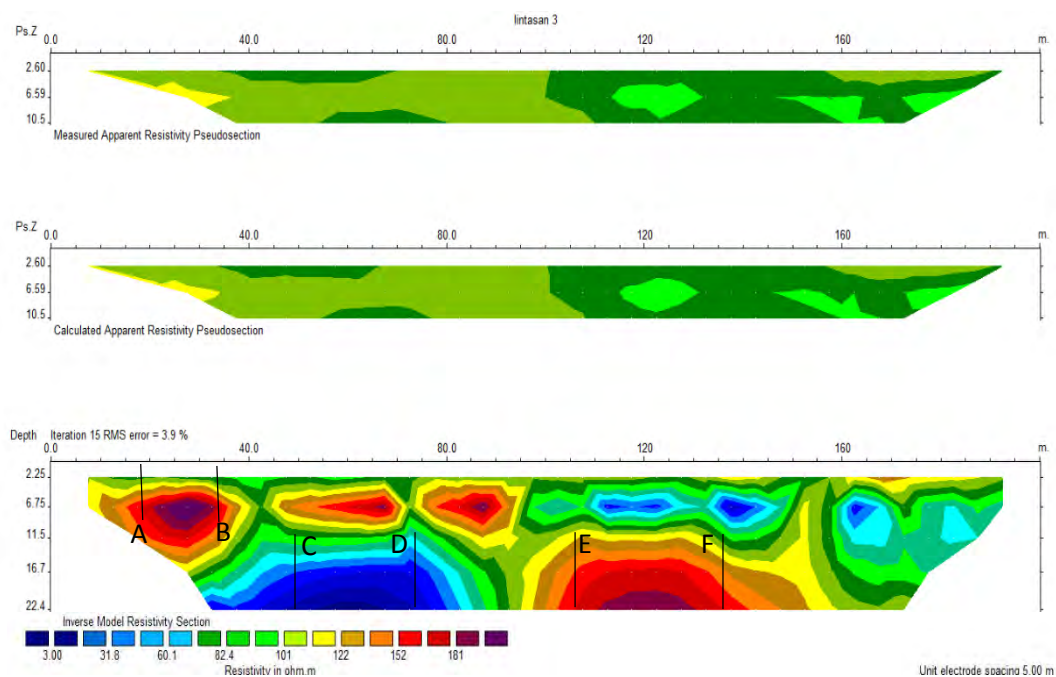 lintasan 3
Ps.Z 0.0 40.0 80.0 120 160 m.
2.60
6.59
10.5
Measured Apparent Resistivity Pseudosection
Ps.Z 0.0 40.0 80.0 120 160 m.
2.60
6.59
10.5
Calculated Apparent Resistivity Pseudosection
Depth Iteration 15 RMS error = 3.9 %
0.0 40.0 80.0 120 160 m.
2.25
6.75
11.5
16.7
22.4
A B C D E F
Inverse Model Resistivity Section
3.00 31.8 60.1 82.4 101 122 152 181
Resistivity in ohm.m
Unit electrode spacing 5.00 m